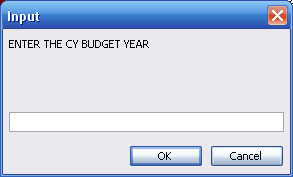 Input
ENTER THE CY BUDGET YEAR
OK
Cancel